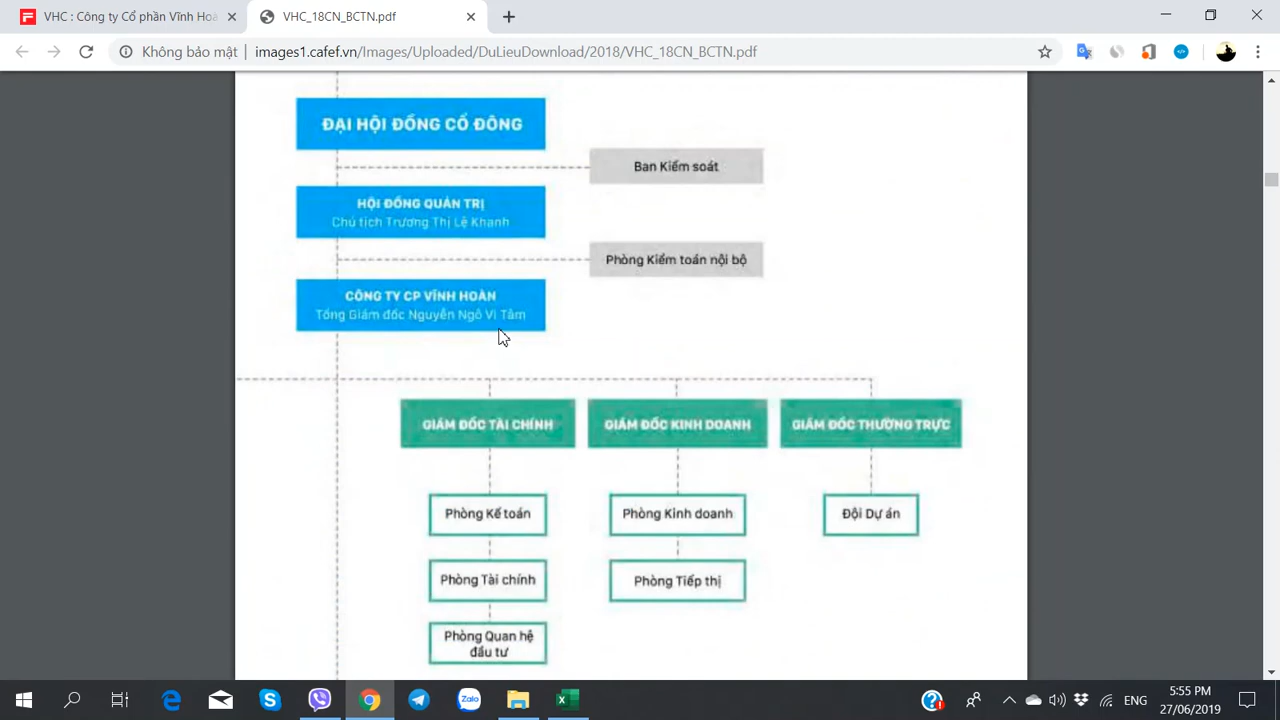 VHC : Công ty Cổ phần Vĩnh Hoà
VHC_18CN_BCTN.pdf
Không bảo mật
images1.cafef.vn/Images/Uploaded/DuLieuDownload/2018/VHC_18CN_BCTN.pdf
ĐẠI HỘI ĐỒNG CỔ ĐÔNG
Ban Kiểm soát
HỘI ĐỒNG QUẢN TRỊ
Chủ tịch Trương Thị Lệ Khanh
Phòng Kiểm toán nội bộ
CÔNG TY CP VĨNH HOÀN
Tổng Giám đốc Nguyễn Ngô Vi Tâm
GIÁM ĐỐC TÀI CHÍNH
GIÁM ĐỐC KINH DOANH
GIÁM ĐỐC THƯỜNG TRỰC
Phòng Kế toán
Phòng Kinh doanh
Đội Dự án
Phòng Tài chính
Phòng Tiếp thị
Phòng Quan hệ
đầu tư
Zalo
ENG
5:55 PM
27/06/2019